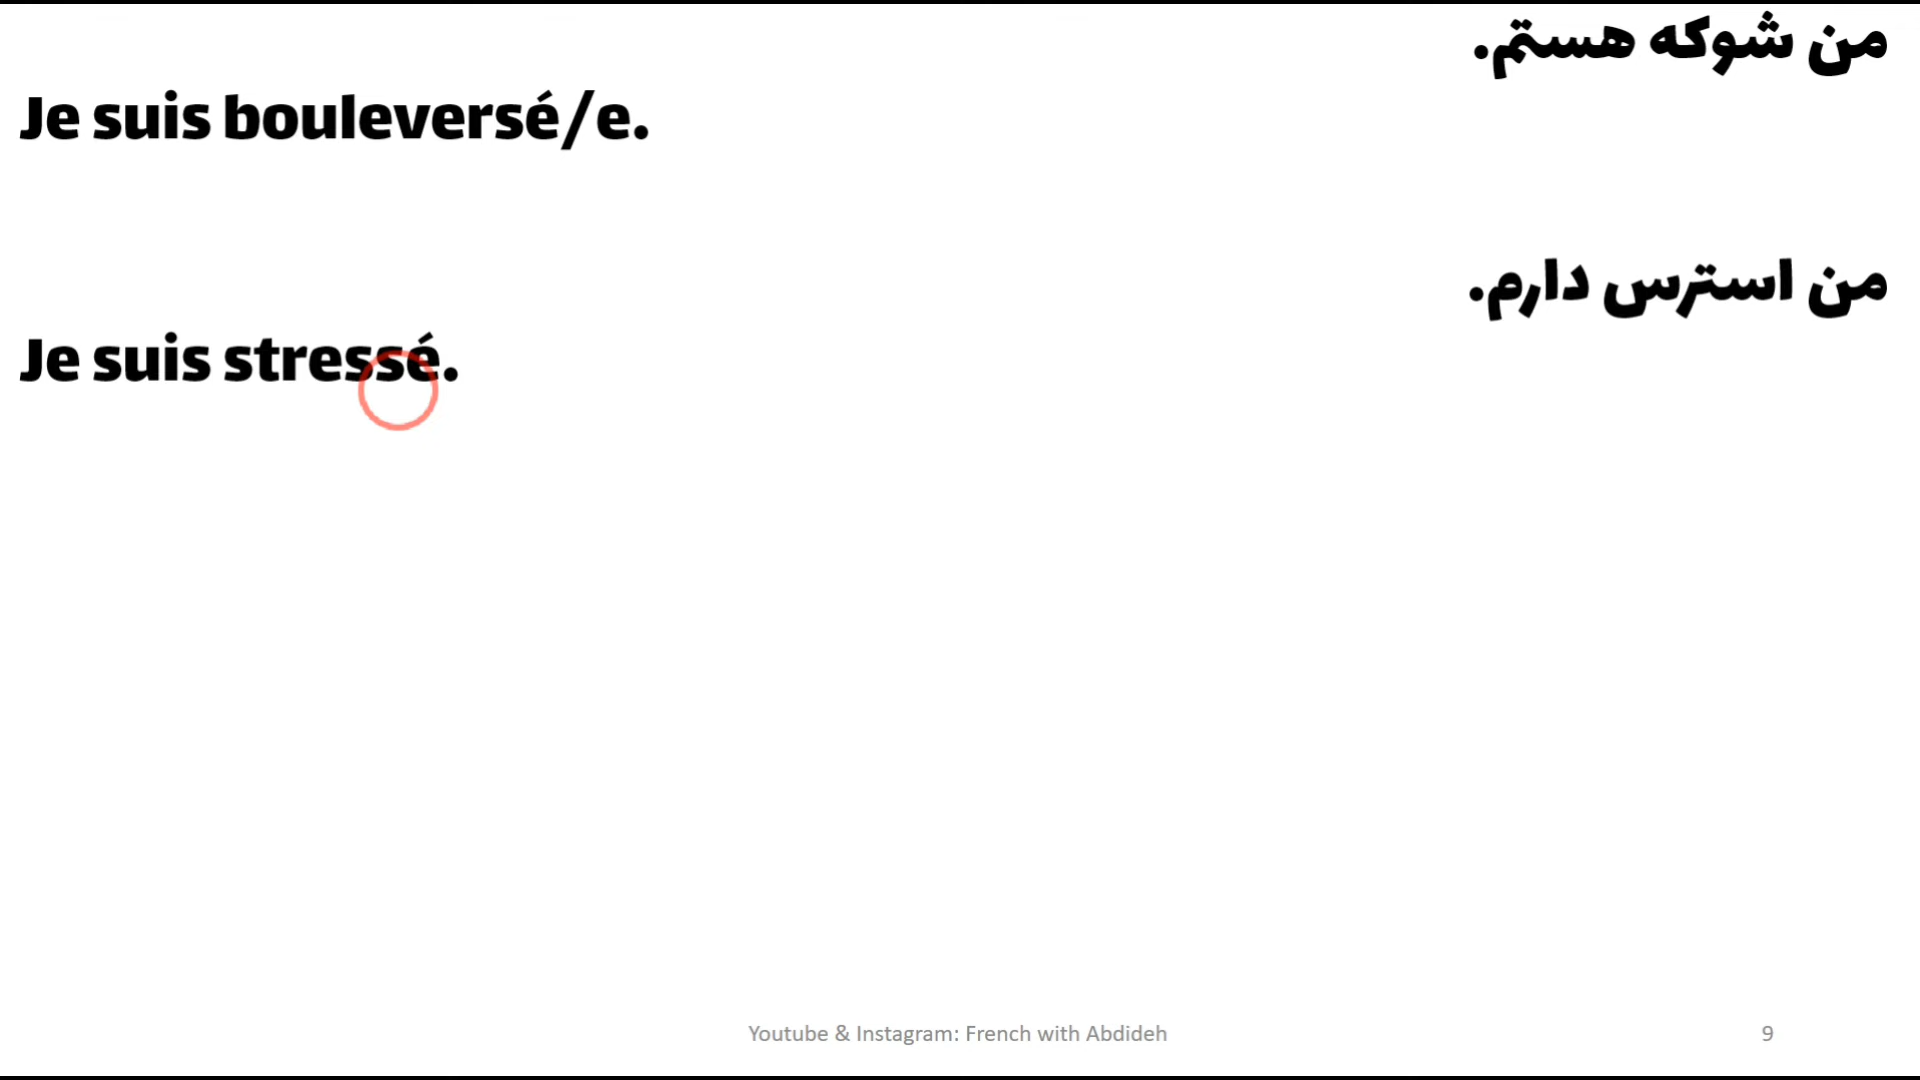 من شوکه هستم.
Je suis bouleversé/e.
من استرس دارم.
Je suis stressé.
Youtube & Instagram: French with Abdideh
9